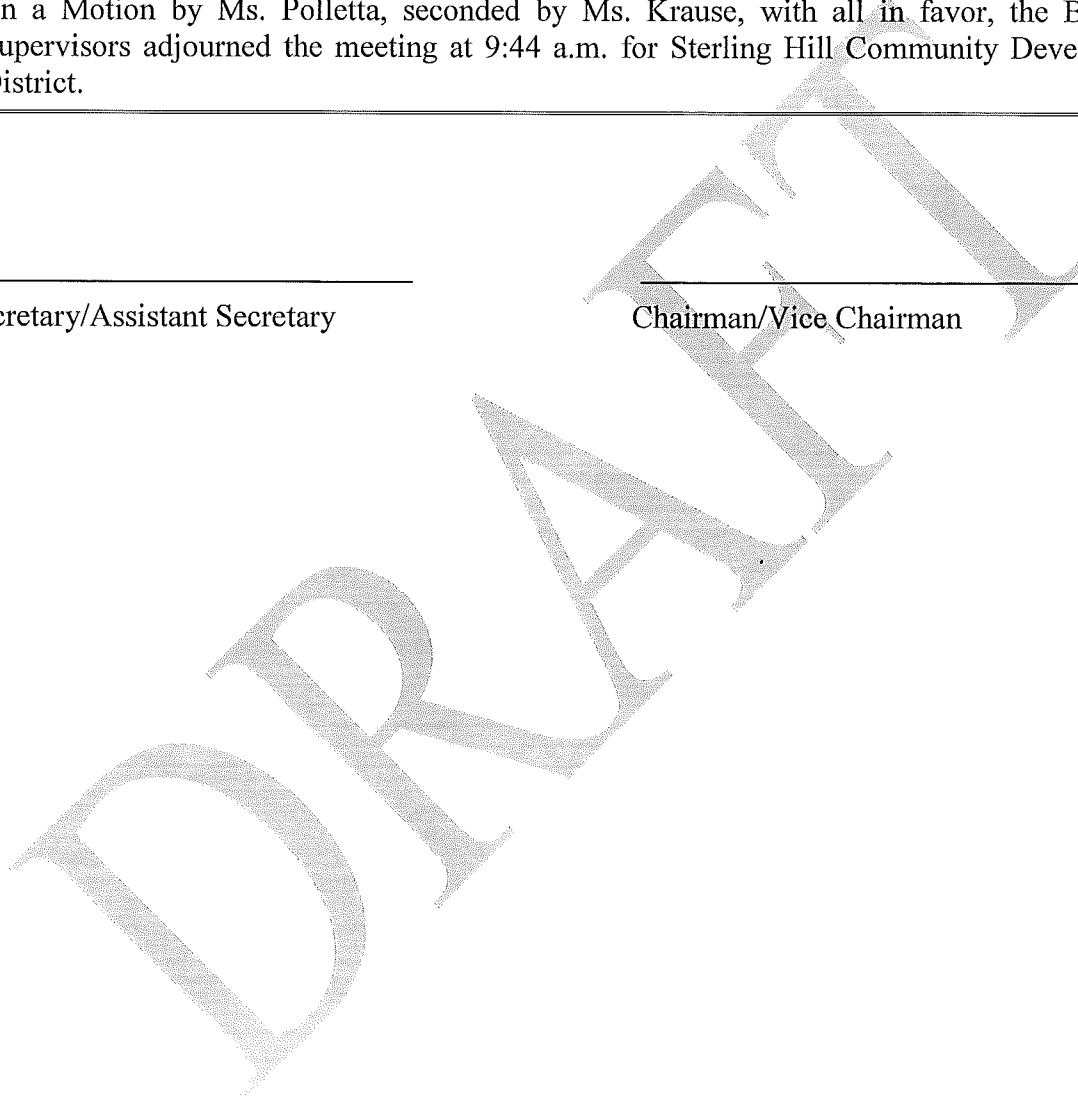 n a Motion by Ms. Polletta, seconded by Ms. Krause, with all in favor, the B
upervisors adjourned the meeting at 9:44 a.m. for Sterling Hill Community Deve
istrict.
cretary/Assistant Secretary
Chairman/Vice Chairman
DRAFT